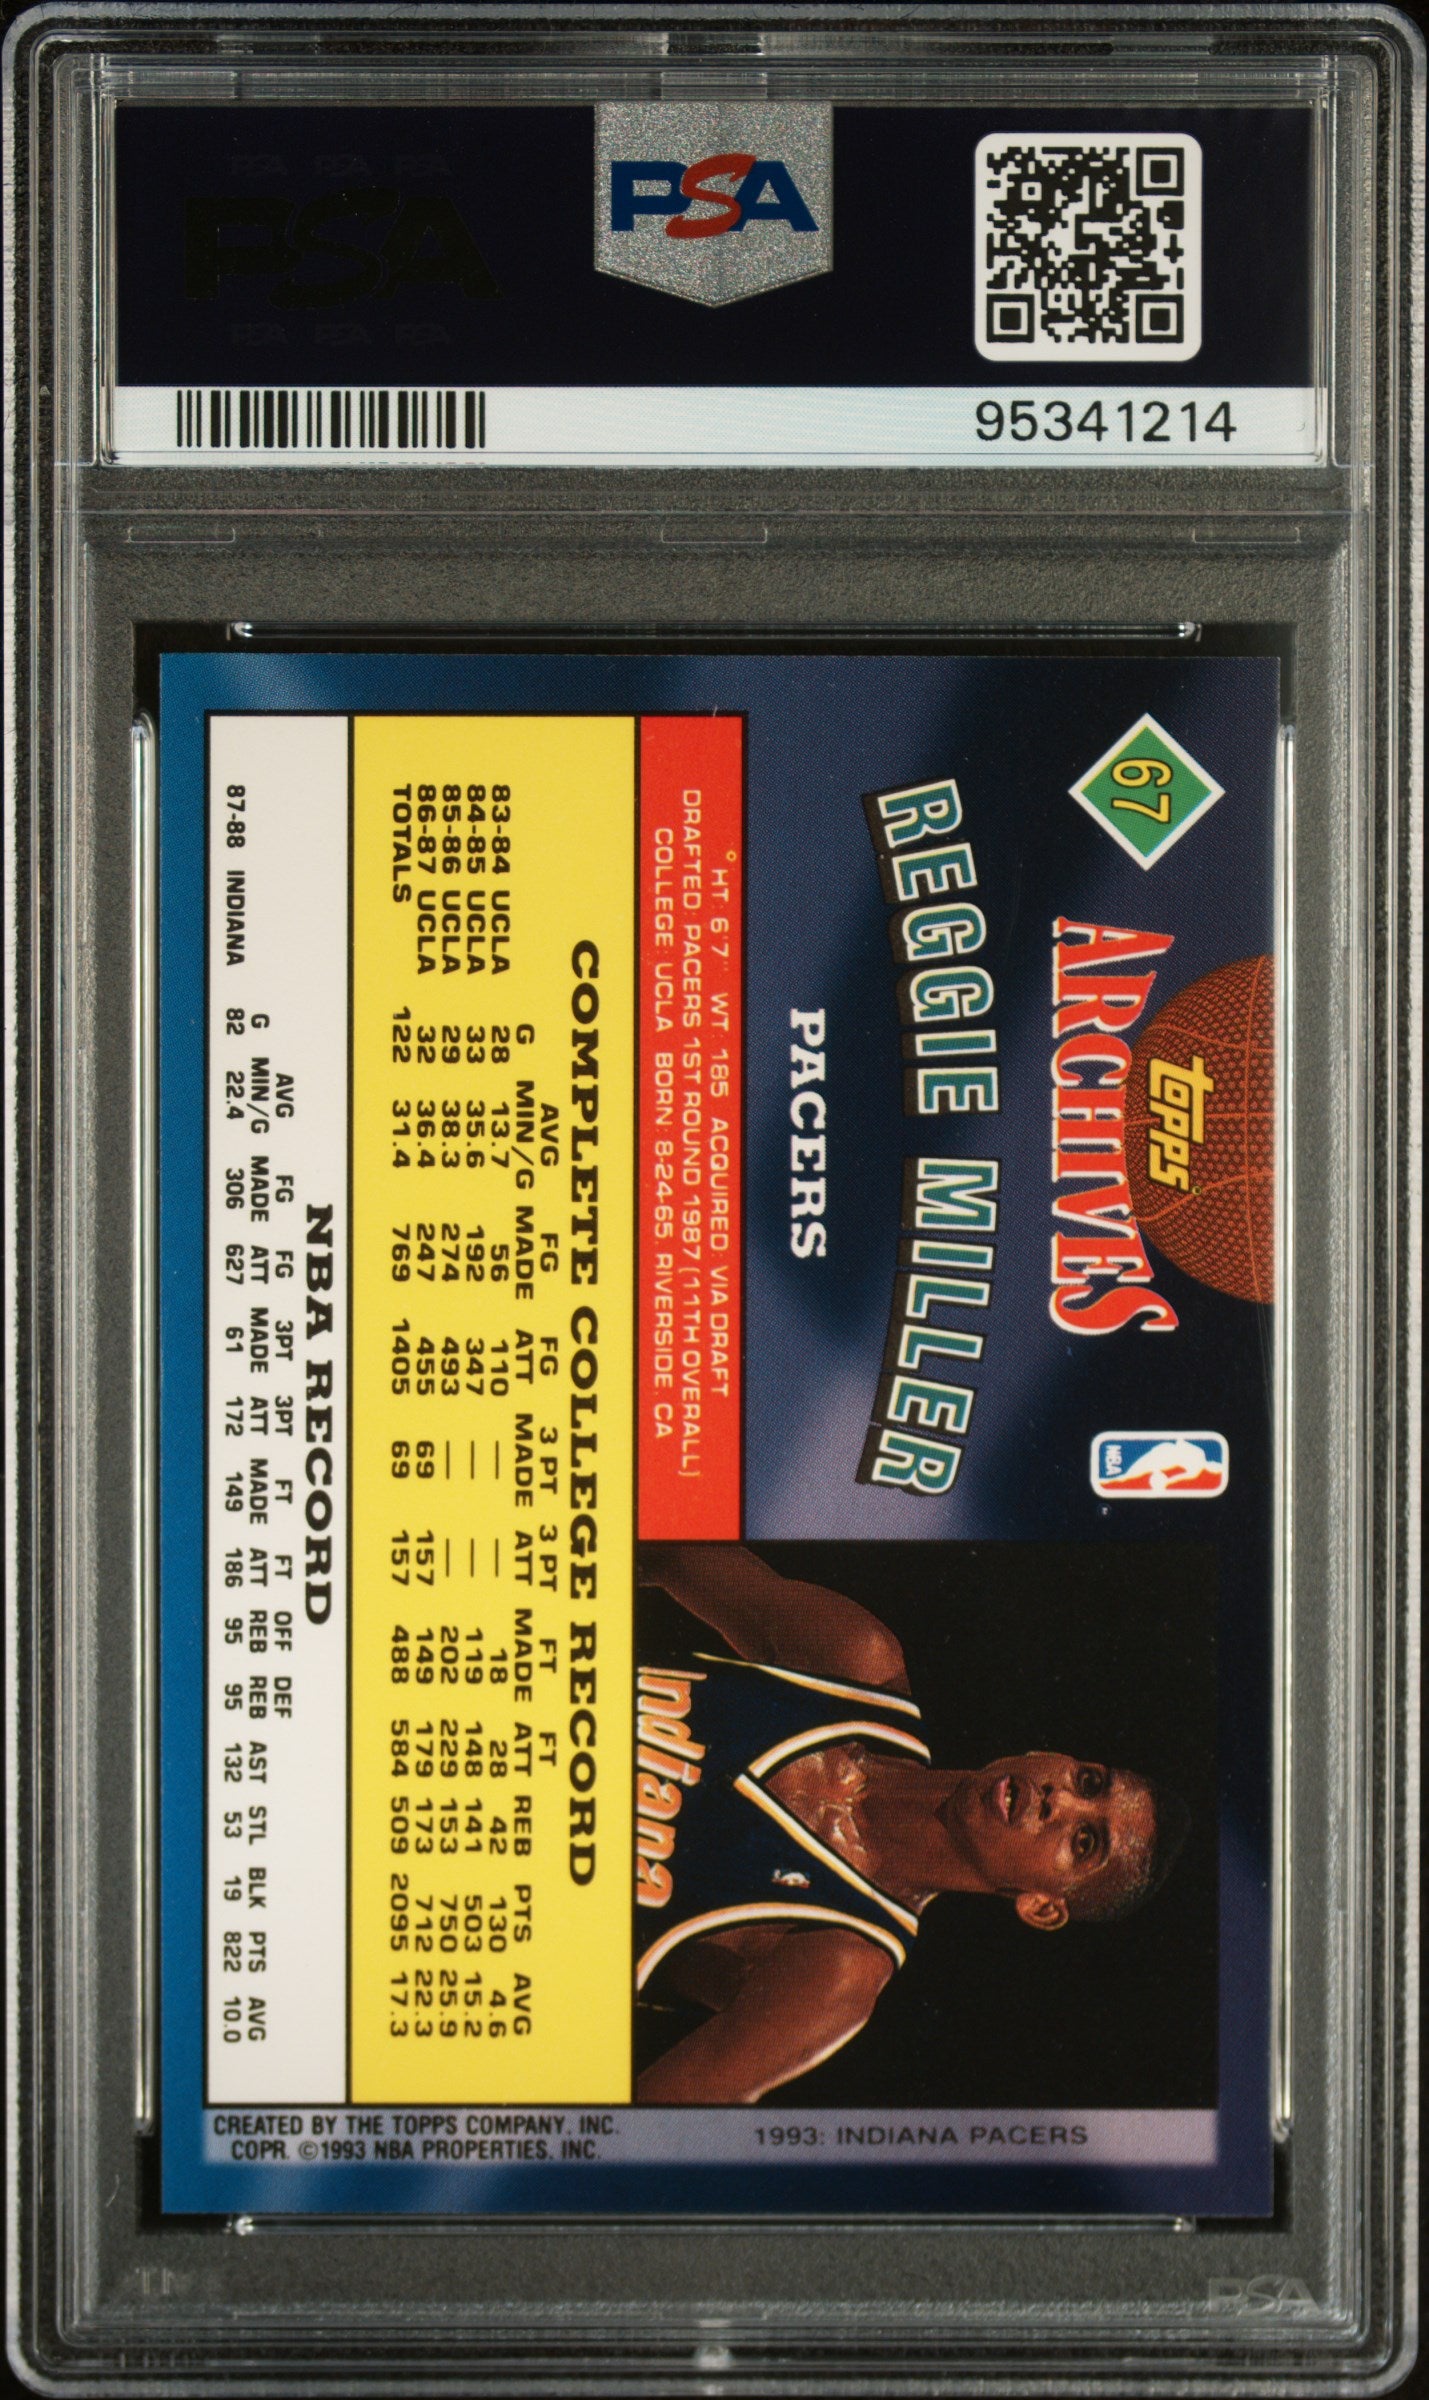 PSA PSA PSA
PSA
PSA PSA PSA
PSA
95341214
67
topps
ARCHIVES
NBA
REGGIE MILLER
PACERS
HT: 6'7" WT: 185 ACQUIRED: VIA DRAFT
DRAFTED: PACERS 1ST ROUND 1987 (11TH OVERALL)
COLLEGE: UCLA BORN: 8-24-65, RIVERSIDE, CA
Indiana
COMPLETE COLLEGE RECORD
AVG FG FG 3 PT 3 PT FT FT
G MIN/G MADE ATT MADE ATT MADE ATT REB PTS AVG
83-84 UCLA 28 13.7 56 110 — — 18 28 42 130 4.6
84-85 UCLA 33 35.6 192 347 — — 119 148 141 503 15.2
85-86 UCLA 29 38.3 274 493 — — 202 229 153 750 25.9
86-87 UCLA 32 36.4 247 455 69 157 149 179 173 712 22.3
TOTALS 122 31.4 769 1405 69 157 488 584 509 2095 17.3
NBA RECORD
AVG FG FG 3PT 3PT FT FT OFF DEF
G MIN/G MADE ATT MADE ATT MADE ATT REB REB AST STL BLK PTS AVG
87-88 INDIANA 82 22.4 306 627 61 172 149 186 95 95 132 53 19 822 10.0
1993: INDIANA PACERS
CREATED BY THE TOPPS COMPANY, INC.
COPR. ©1993 NBA PROPERTIES, INC.
TM
PSA